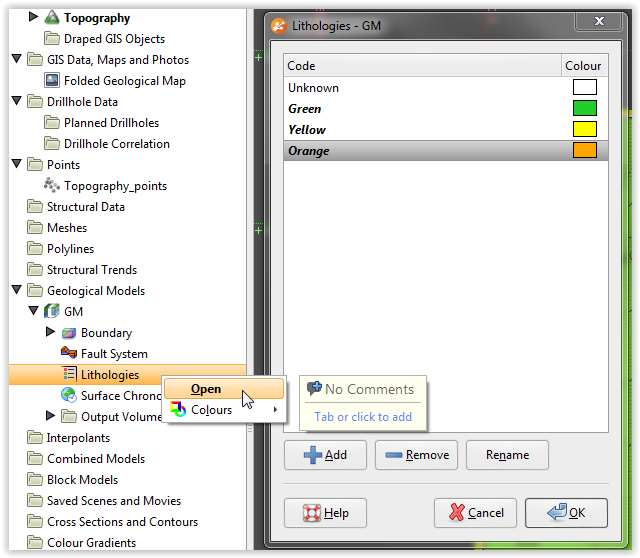 Topography
Draped GIS Objects
GIS Data, Maps and Photos
Folded Geological Map
Drillhole Data
Planned Drillholes
Drillhole Correlation
Points
Topography_points
Structural Data
Meshes
Polylines
Structural Trends
Geological Models
GM
Boundary
Fault System
Lithologies
Surface Chrono
Output Volume
Interpolants
Combined Models
Block Models
Saved Scenes and Movies
Cross Sections and Contours
Colour Gradients
Open
Colours
No Comments
Tab or click to add
Lithologies - GM
Code Colour
Unknown
Green
Yellow
Orange
Add Remove Rename
Help Cancel OK